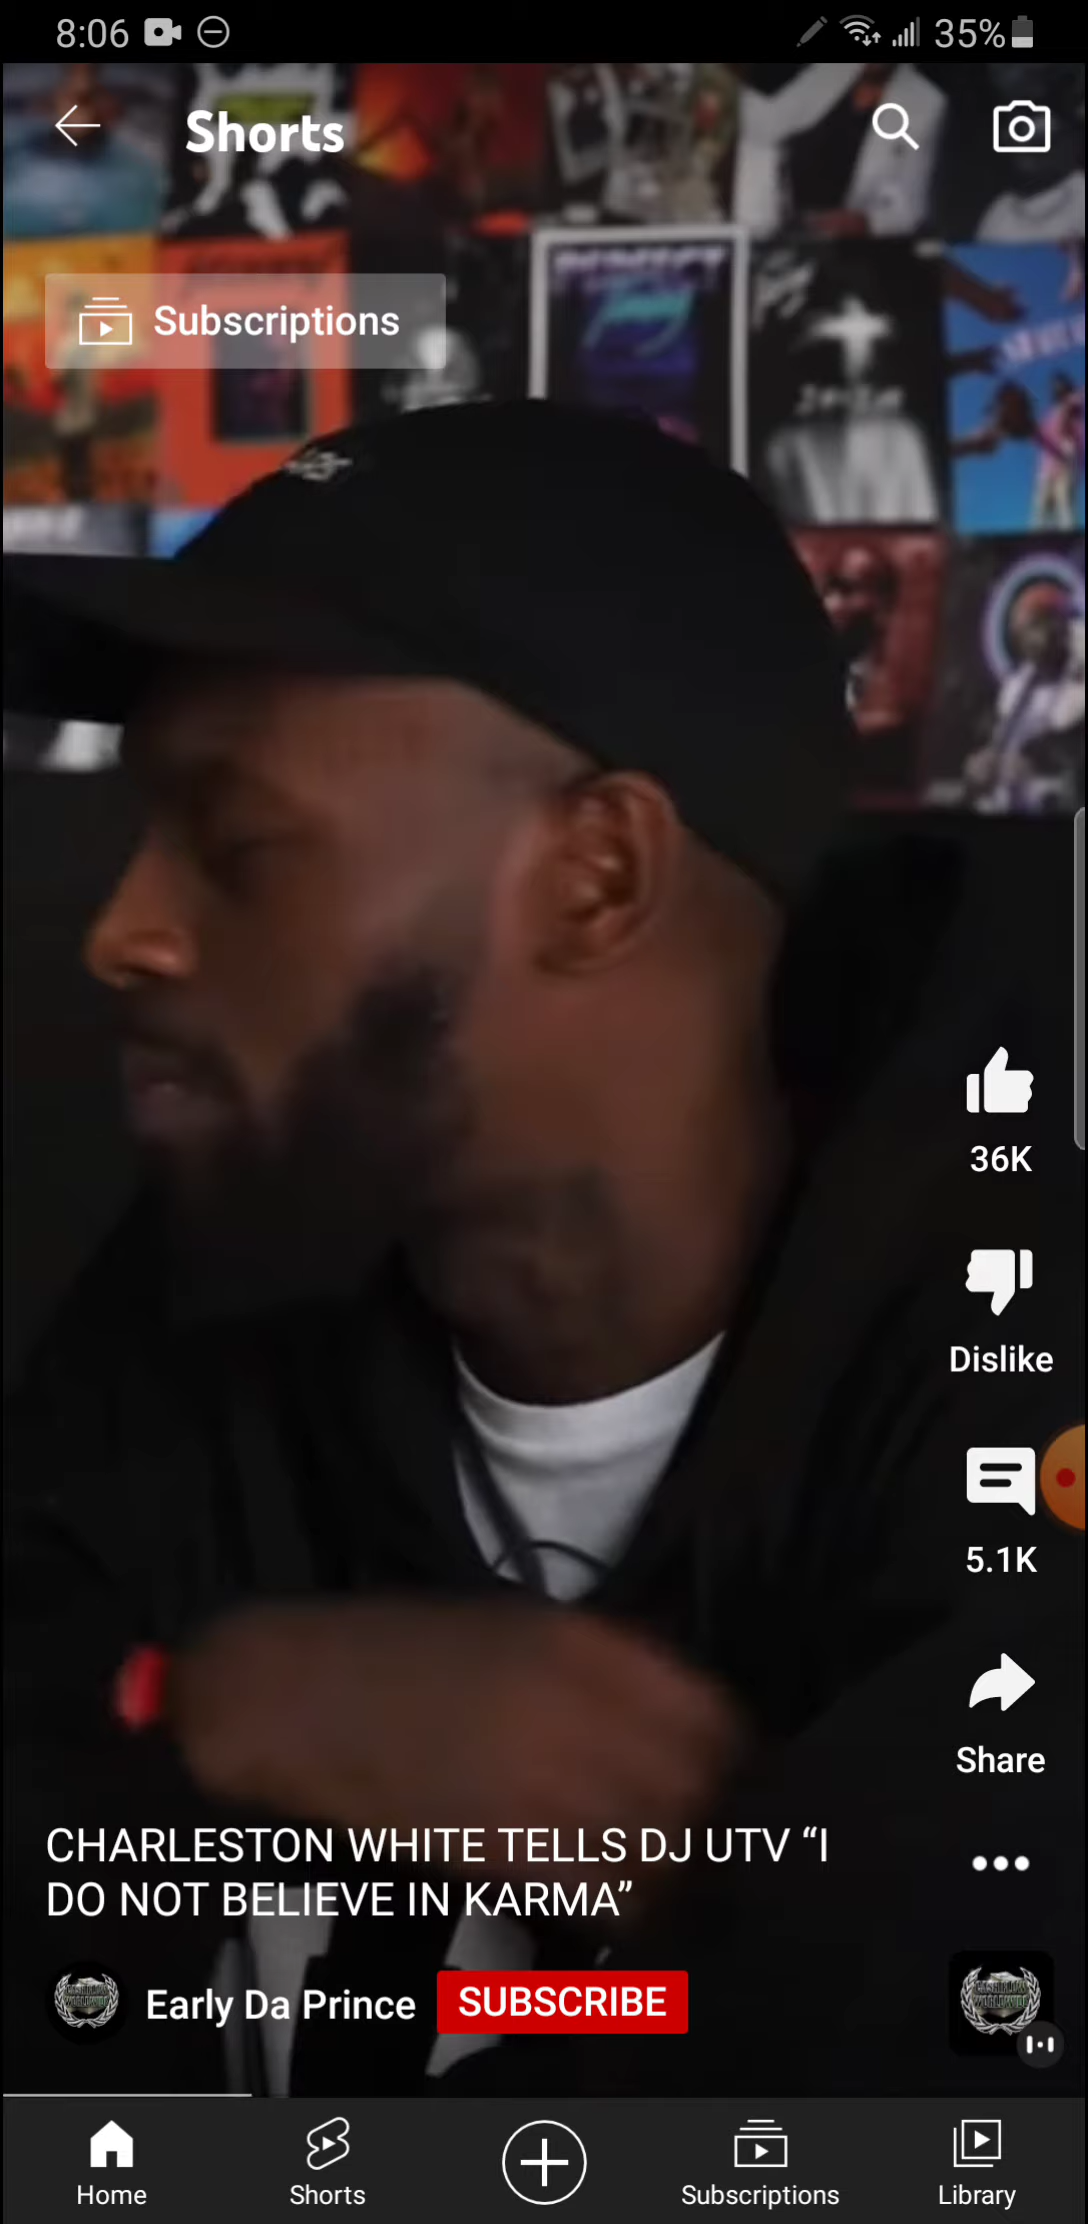 8:06
35%
Shorts
Subscriptions
36K
Dislike
5.1K
Share
CHARLESTON WHITE TELLS DJ UTV “I
DO NOT BELIEVE IN KARMA”
Early Da Prince
SUBSCRIBE
Home
Shorts
Subscriptions
Library